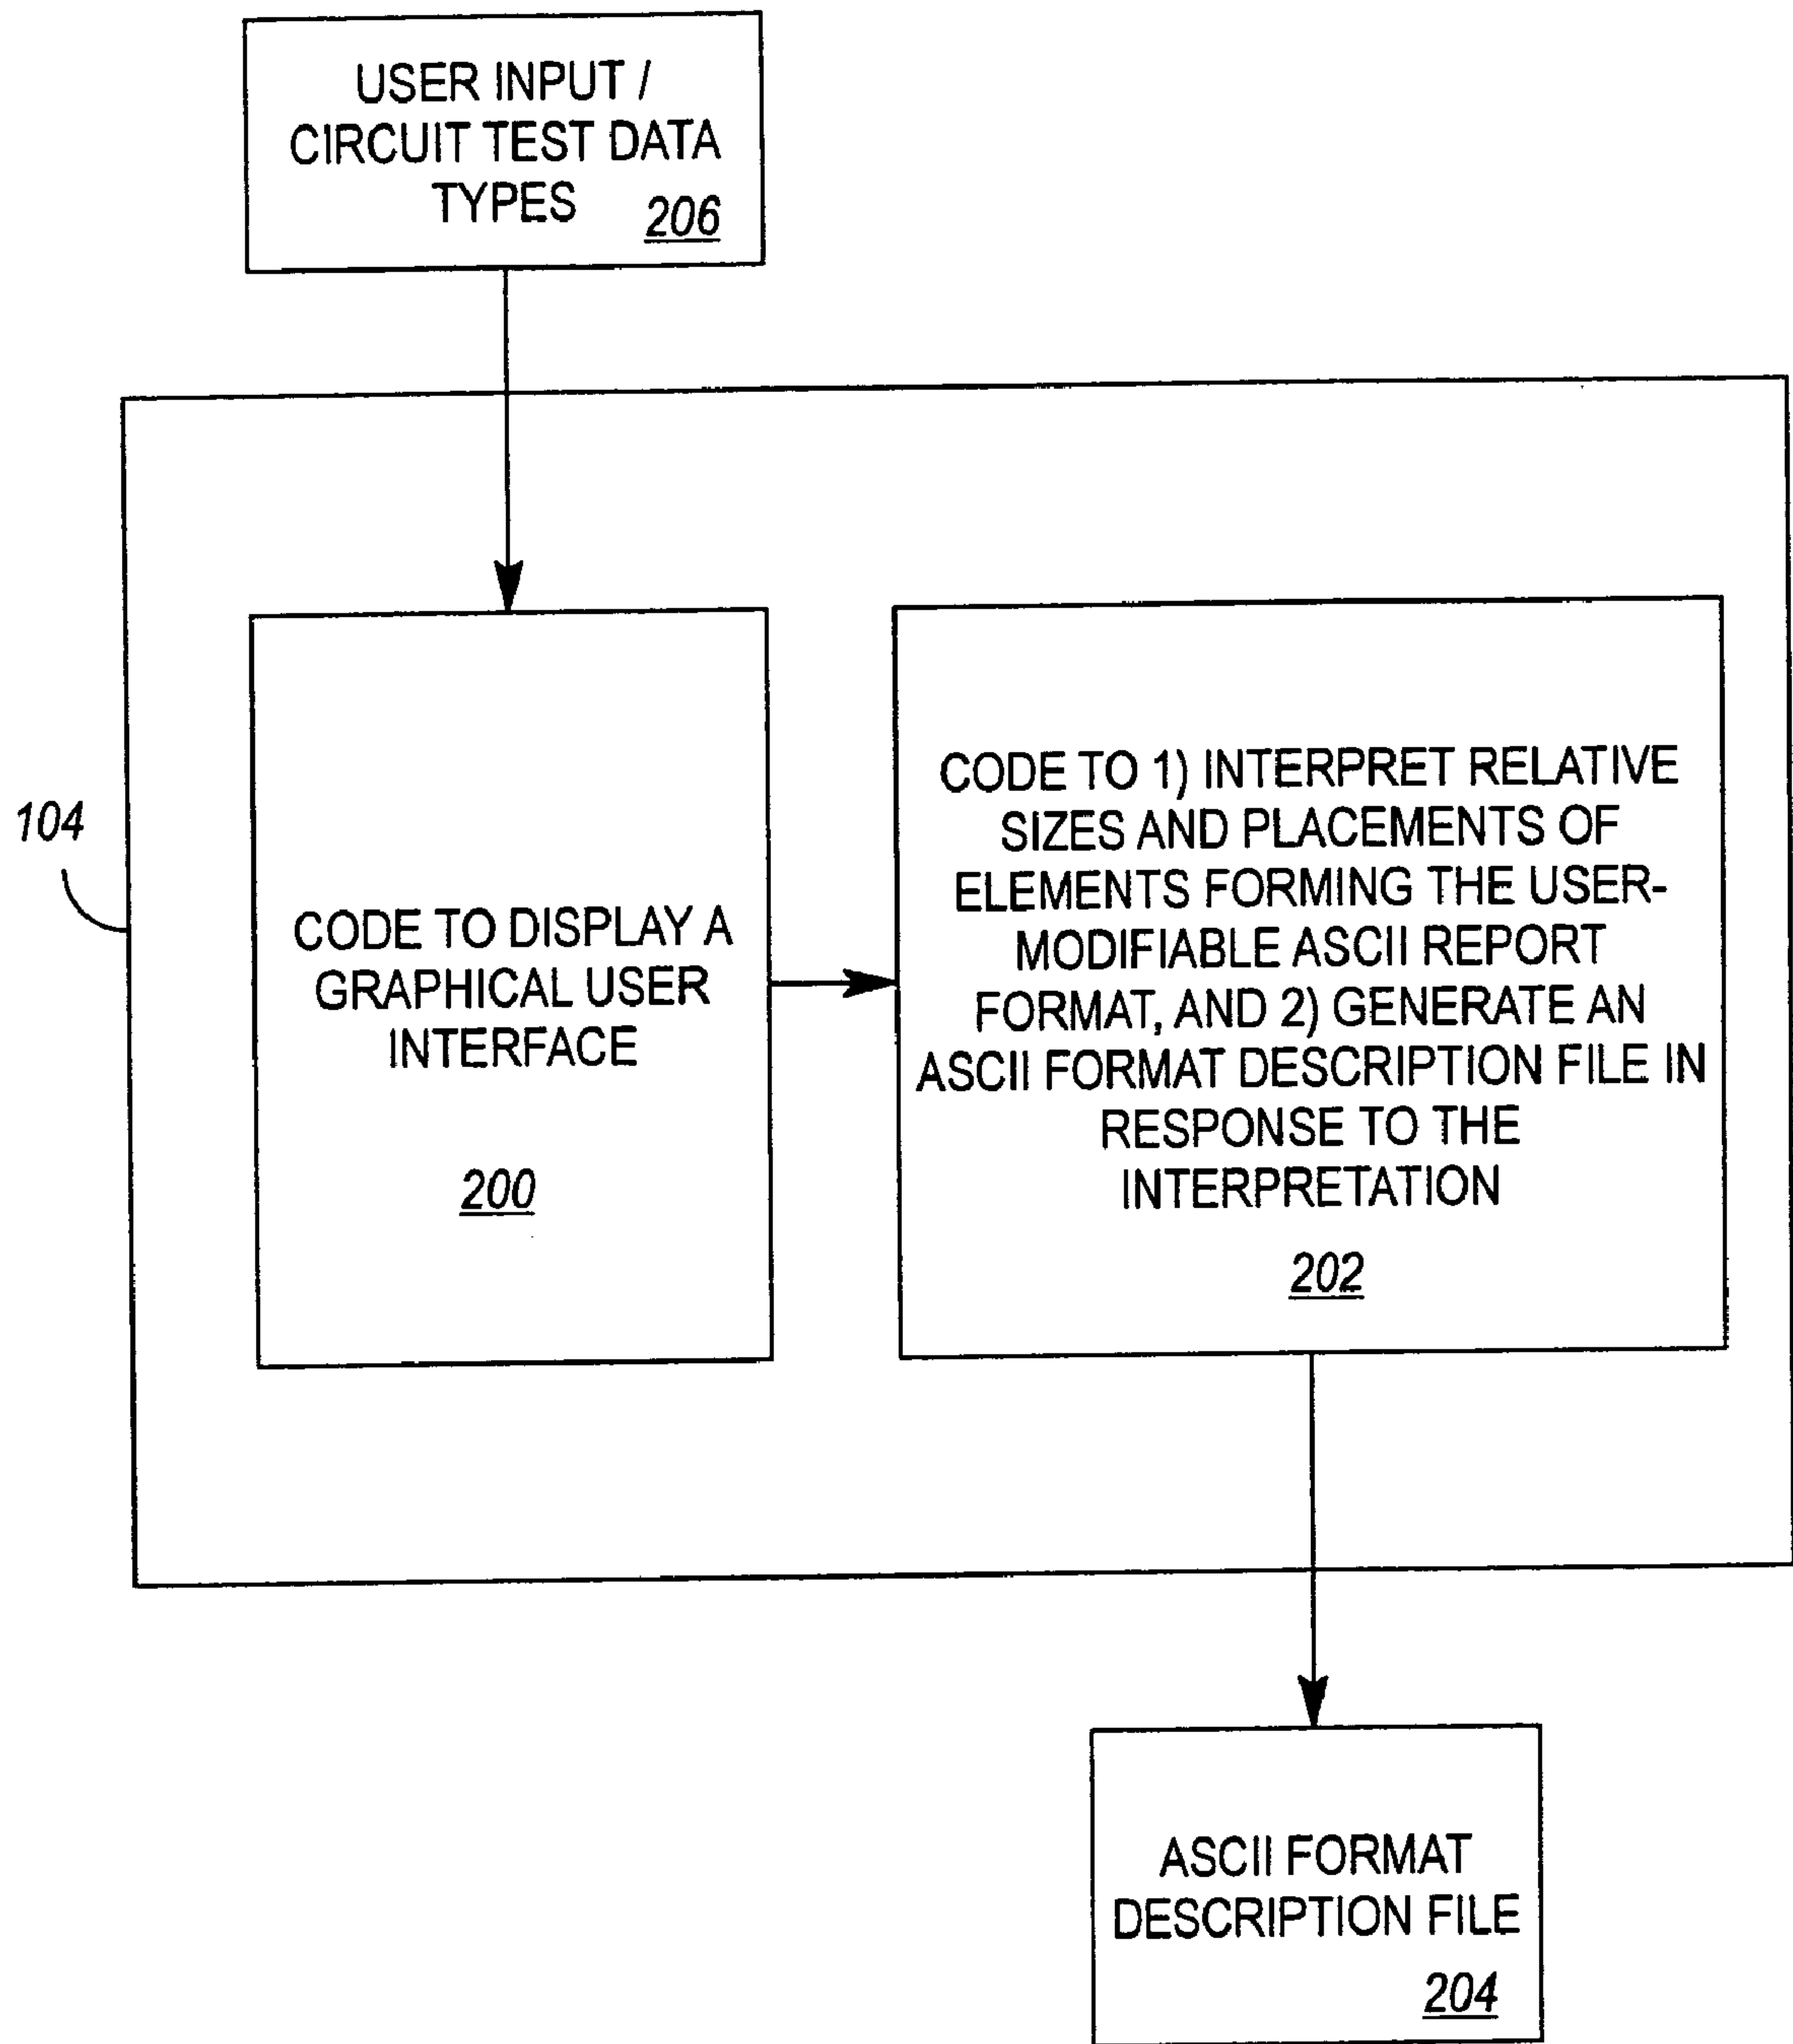 USER INPUT /
CIRCUIT TEST DATA
TYPES
206
104
CODE TO DISPLAY A
GRAPHICAL USER
INTERFACE
200
CODE TO 1) INTERPRET RELATIVE
SIZES AND PLACEMENTS OF
ELEMENTS FORMING THE USER-
MODIFIABLE ASCII REPORT
FORMAT, AND 2) GENERATE AN
ASCII FORMAT DESCRIPTION FILE IN
RESPONSE TO THE
INTERPRETATION
202
ASCII FORMAT
DESCRIPTION FILE
204